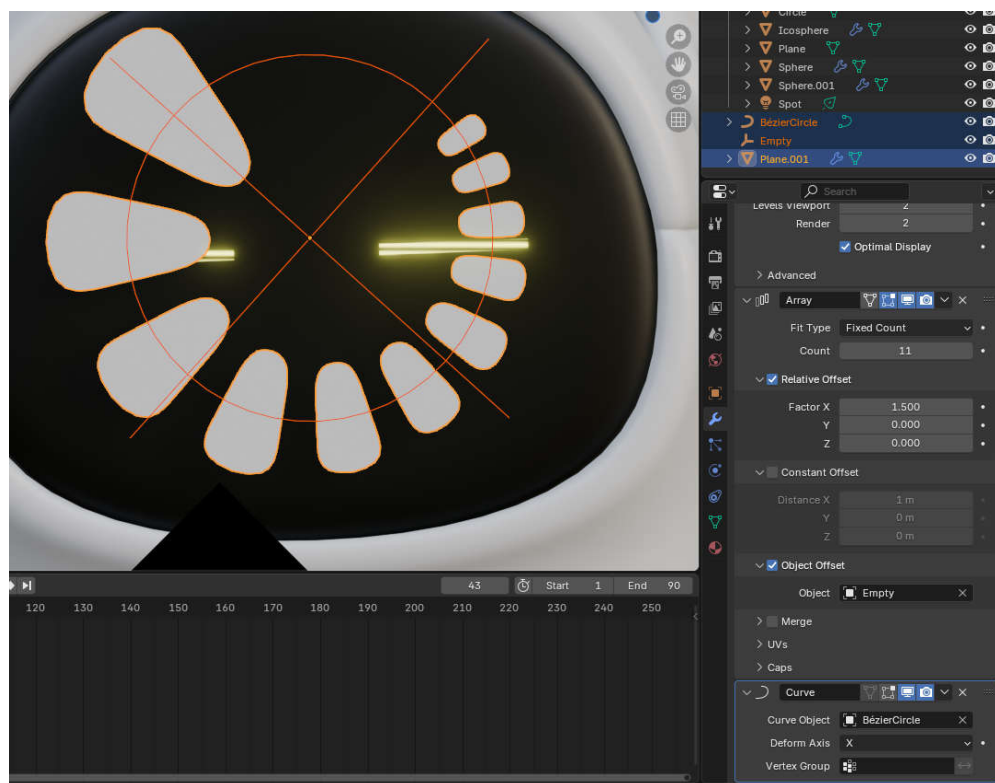 Circle
Icosphere
Plane
Sphere
Sphere.001
Spot
BézierCircle
Empty
Plane.001
Search
Levels Viewport 2
Render 2
Optimal Display
Advanced
Array
Fit Type Fixed Count
Count 11
Relative Offset
Factor X 1.500
Y 0.000
Z 0.000
Constant Offset
Distance X 1 m
Y 0 m
Z 0 m
Object Offset
Object Empty
Merge
UVs
Caps
Curve
Curve Object BézierCircle
Deform Axis X
Vertex Group
43 Start 1 End 90
120 130 140 150 160 170 180 190 200 210 220 230 240 250